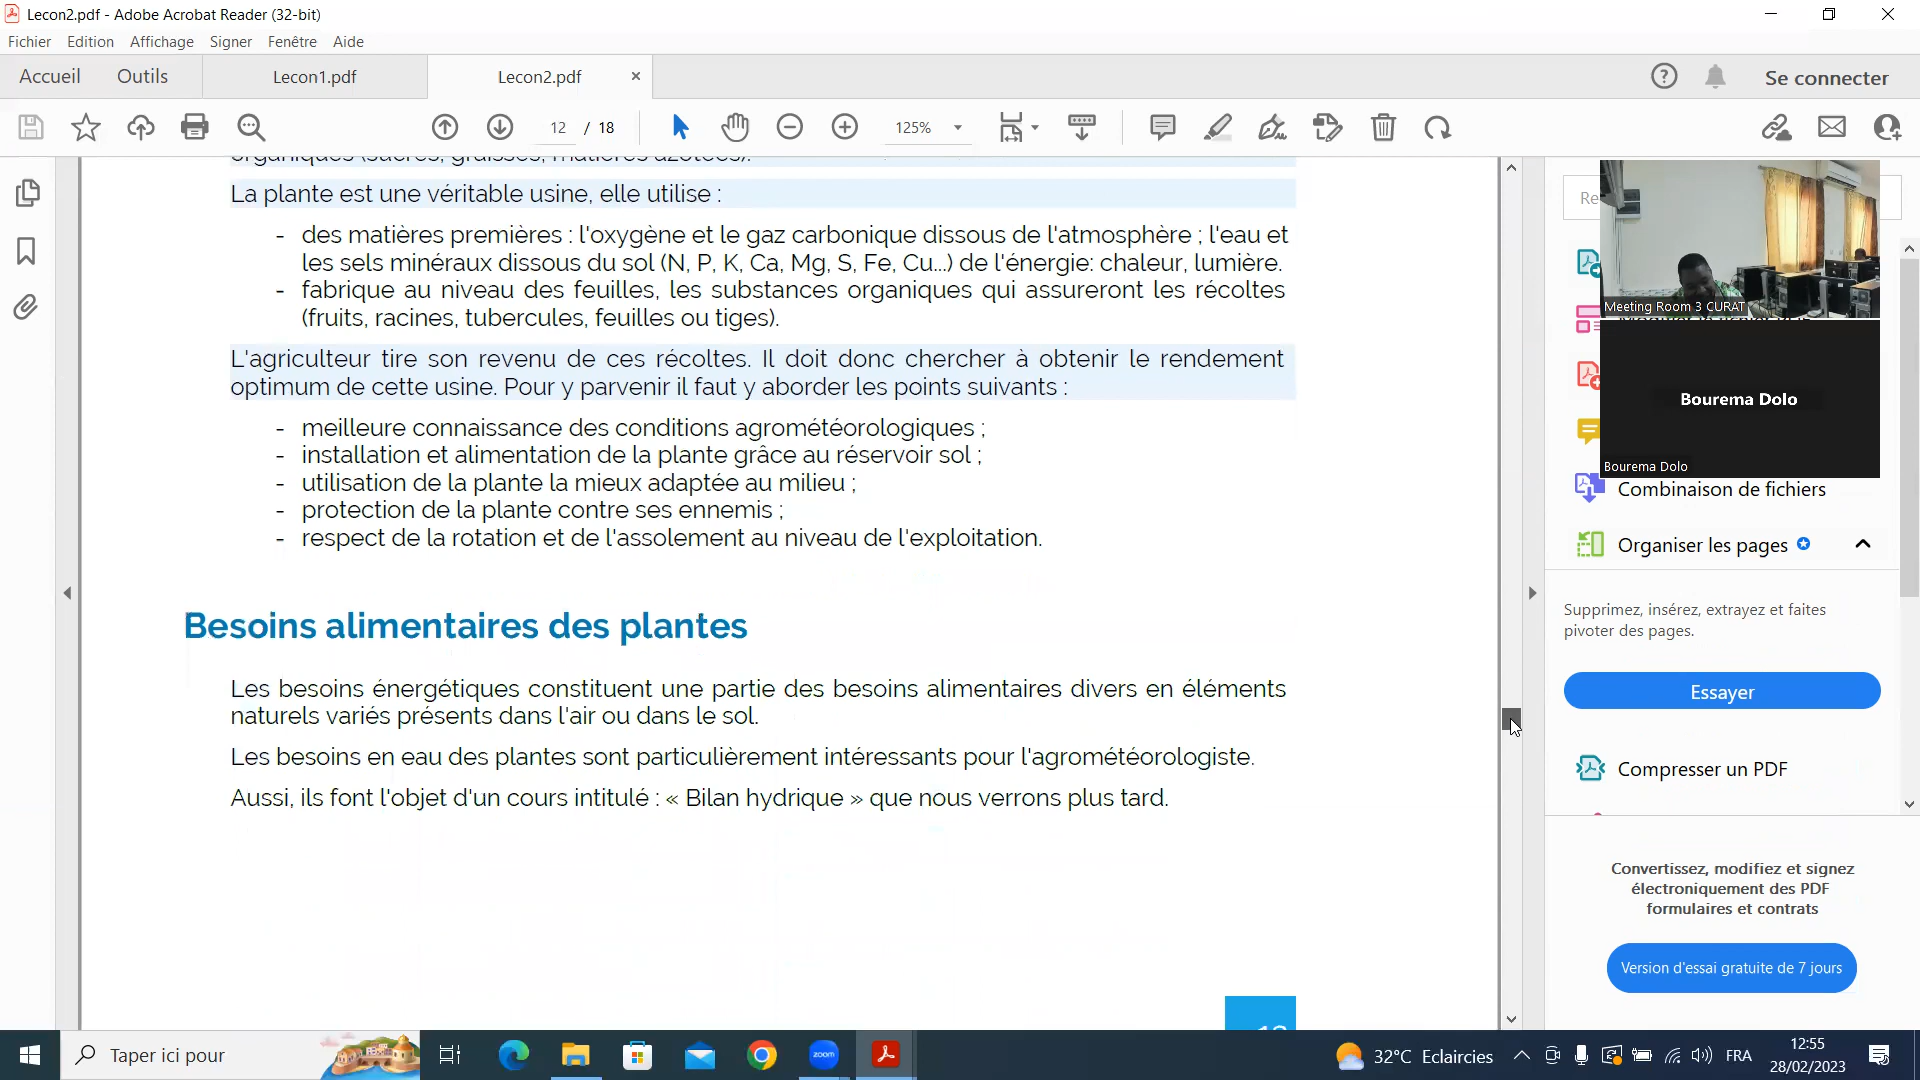 Lecon2.pdf - Adobe Acrobat Reader (32-bit)
Fichier Edition Affichage Signer Fenêtre Aide
Accueil Outils Lecon1.pdf Lecon2.pdf Se connecter
12 / 18 125%
organiques (sucres, graisses, matières azotées).
La plante est une véritable usine, elle utilise :
- des matières premières : l'oxygène et le gaz carbonique dissous de l'atmosphère ; l'eau et
les sels minéraux dissous du sol (N, P, K, Ca, Mg, S, Fe, Cu...) de l'énergie: chaleur, lumière.
- fabrique au niveau des feuilles, les substances organiques qui assureront les récoltes
(fruits, racines, tubercules, feuilles ou tiges).
L'agriculteur tire son revenu de ces récoltes. Il doit donc chercher à obtenir le rendement
optimum de cette usine. Pour y parvenir il faut y aborder les points suivants :
- meilleure connaissance des conditions agrométéorologiques ;
- installation et alimentation de la plante grâce au réservoir sol ;
- utilisation de la plante la mieux adaptée au milieu ;
- protection de la plante contre ses ennemis ;
- respect de la rotation et de l'assolement au niveau de l'exploitation.
Besoins alimentaires des plantes
Les besoins énergétiques constituent une partie des besoins alimentaires divers en éléments
naturels variés présents dans l'air ou dans le sol.
Les besoins en eau des plantes sont particulièrement intéressants pour l'agrométéorologiste.
Aussi, ils font l'objet d'un cours intitulé : « Bilan hydrique » que nous verrons plus tard.
Re
Meeting Room 3 CURAT
Bourema Dolo
Bourema Dolo
Combinaison de fichiers
Organiser les pages
Supprimez, insérez, extrayez et faites
pivoter des pages.
Essayer
Compresser un PDF
Convertissez, modifiez et signez
électroniquement des PDF
formulaires et contrats
Version d'essai gratuite de 7 jours
Taper ici pour
zoom
32°C Eclaircies
FRA
12:55
28/02/2023